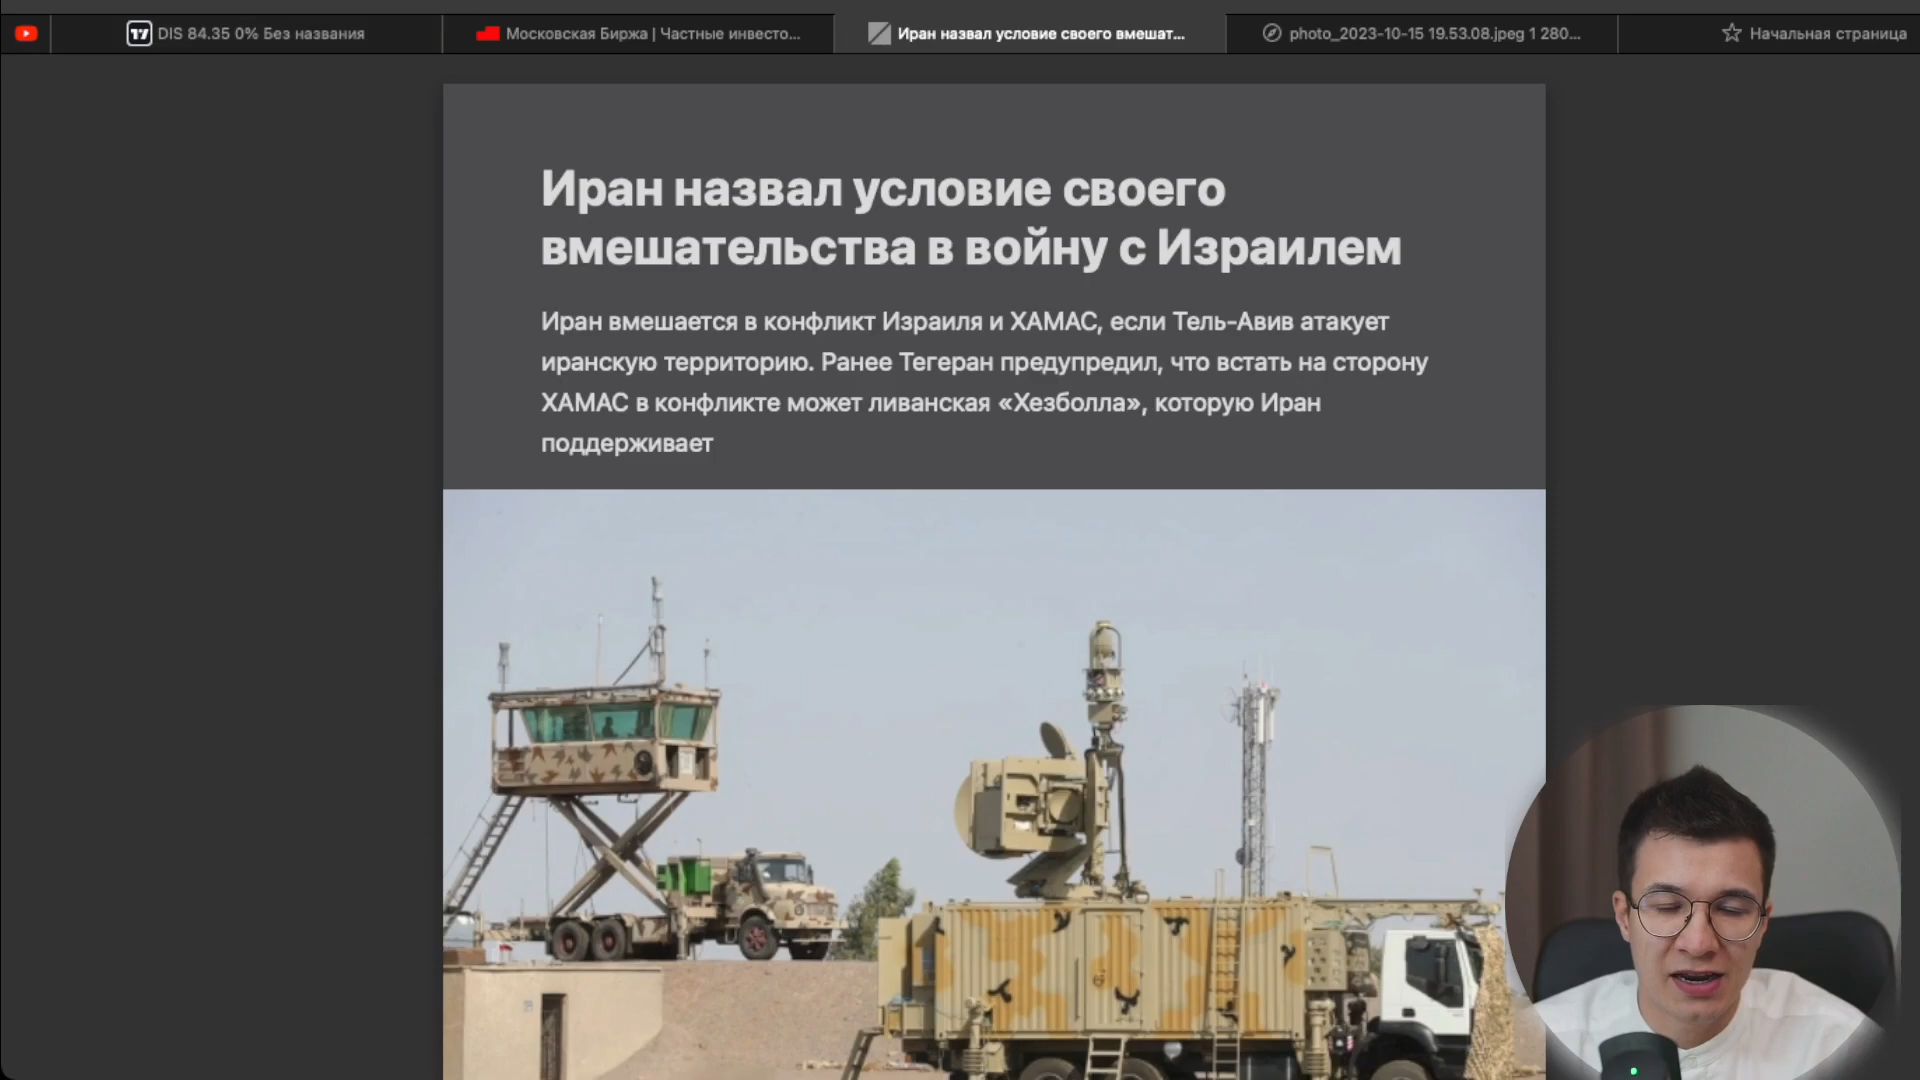 DIS 84.35 0% Без названия
Московская Биржа | Частные инвесто...
Иран назвал условие своего вмешат...
photo_2023-10-15 19.53.08.jpeg 1 280...
Начальная страница
Иран назвал условие своего
вмешательства в войну с Израилем
Иран вмешается в конфликт Израиля и ХАМАС, если Тель-Авив атакует
иранскую территорию. Ранее Тегеран предупредил, что встать на сторону
ХАМАС в конфликте может ливанская «Хезболла», которую Иран
поддерживает